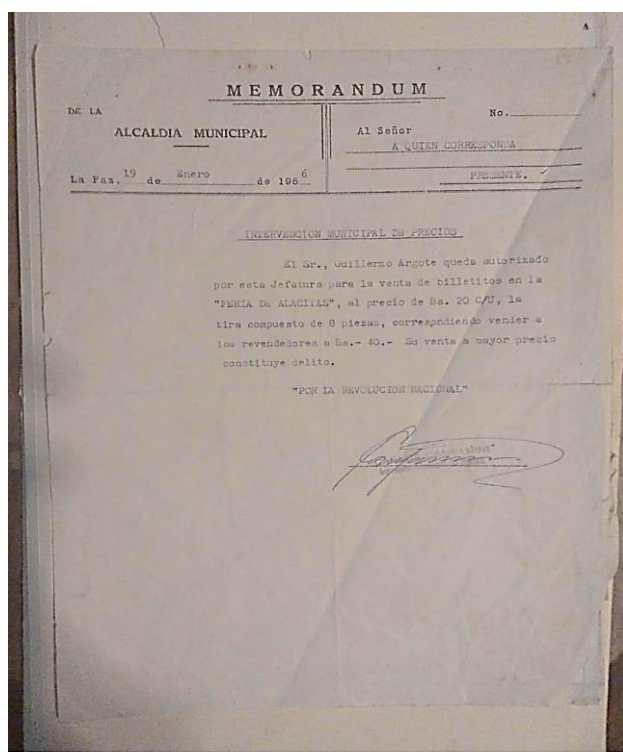 MEMORANDUM
DE LA
ALCALDIA MUNICIPAL
La Paz, 19 de Enero de 1956
No.
Al Señor
A QUIEN CORRESPONDA
PRESENTE.
INTERVENCION MUNICIPAL DE PRECIOS
El Sr., Guillermo Argote queda autorizado
por esta Jefatura para la venta de billetitos en la
"FERIA DE ALACITAS", al precio de Bs. 20 C/U, la
tira compuesto de 8 piezas, correspndiendo vender a
los revendedores a Bs.- 40.- Su venta a mayor precio
constituye delito.
"POR LA REVOLUCION NACIONAL"